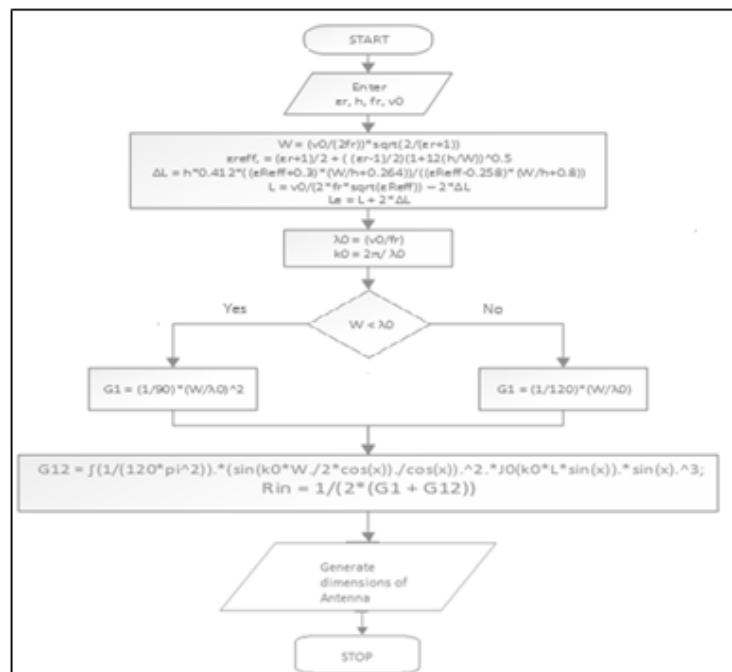 START
Enter
εr, h, fr, v0
W = (v0/(2fr))*sqrt(2/(εr+1))
εreff, = (εr+1)/2 + ( (εr-1)/2)(1+12(h/W))^0.5
ΔL = h*0.412*((εReff+0.3)*(W/h+0.264))/((εReff-0.258)*(W/h+0.8))
L = v0/(2*fr*sqrt(εReff)) − 2*ΔL
Le = L + 2*ΔL
λ0 = (v0/fr)
k0 = 2π/ λ0
Yes
W < λ0
No
G1 = (1/90)*(W/λ0)^2
G1 = (1/120)*(W/λ0)
G12 = ∫(1/(120*pi^2)).*(sin(k0*W./2*cos(x))./cos(x)).^2.*J0(k0*L*sin(x)).*sin(x).^3;
Rin = 1/(2*(G1 + G12))
Generate
dimensions of
Antenna
STOP